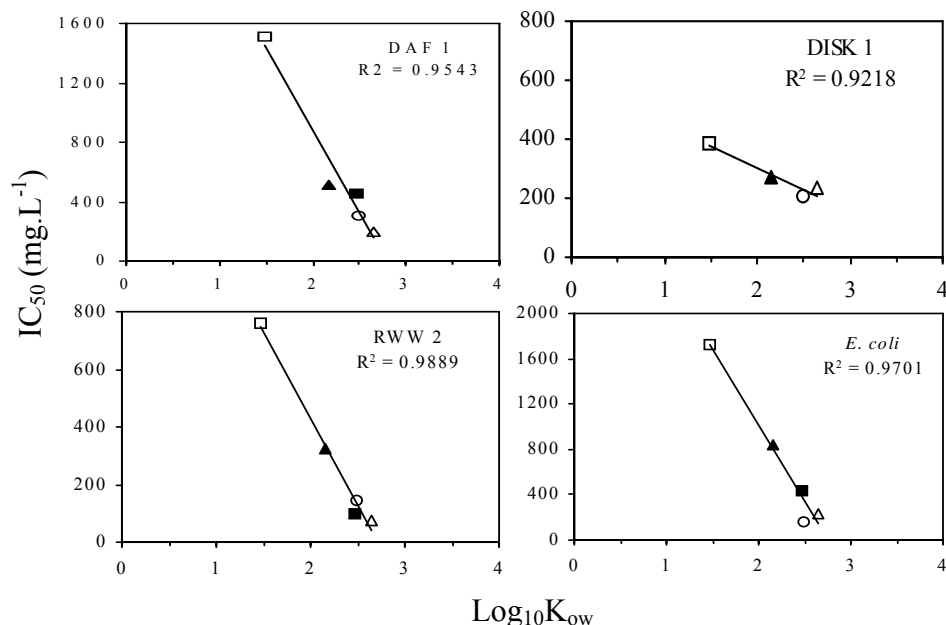 IC50 (mg.L-1)
1600
1200
800
400
0
0 1 2 3 4
DAF 1
R2 = 0.9543
800
600
400
200
0
0 1 2 3 4
DISK 1
R² = 0.9218
800
600
400
200
0
0 1 2 3 4
RWW 2
R² = 0.9889
2000
1600
1200
800
400
0
0 1 2 3 4
E. coli
R² = 0.9701
Log10Kow